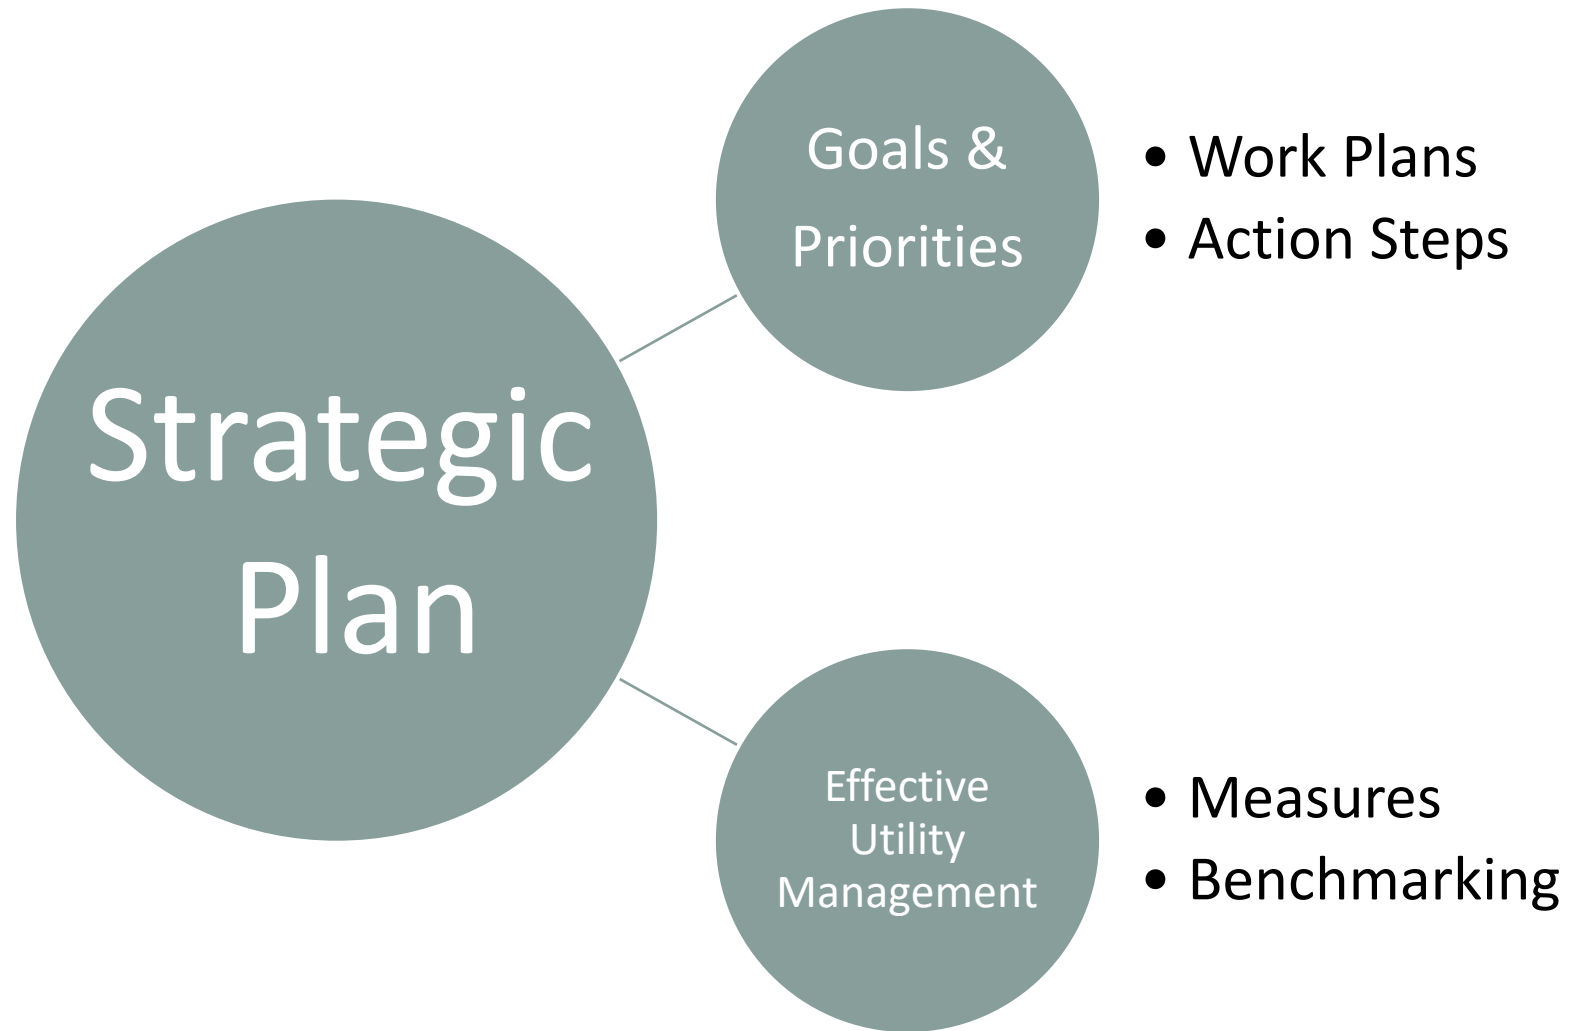 Strategic
Plan
Goals &
Priorities
• Work Plans
• Action Steps
Effective
Utility
Management
• Measures
• Benchmarking